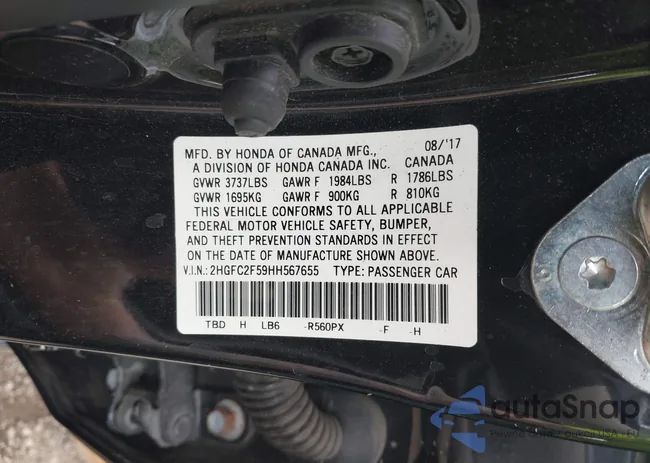 MFD. BY HONDA OF CANADA MFG., 08/'17
A DIVISION OF HONDA CANADA INC. CANADA
GVWR 3737LBS GAWR F 1984LBS R 1786LBS
GVWR 1695KG GAWR F 900KG R 810KG
THIS VEHICLE CONFORMS TO ALL APPLICABLE
FEDERAL MOTOR VEHICLE SAFETY, BUMPER,
AND THEFT PREVENTION STANDARDS IN EFFECT
ON THE DATE OF MANUFACTURE SHOWN ABOVE.
V.I.N.: 2HGFC2F59HH567655 TYPE: PASSENGER CAR
TBD H LB6 -R560PX -F -H
autoSnap
Pewne auto z